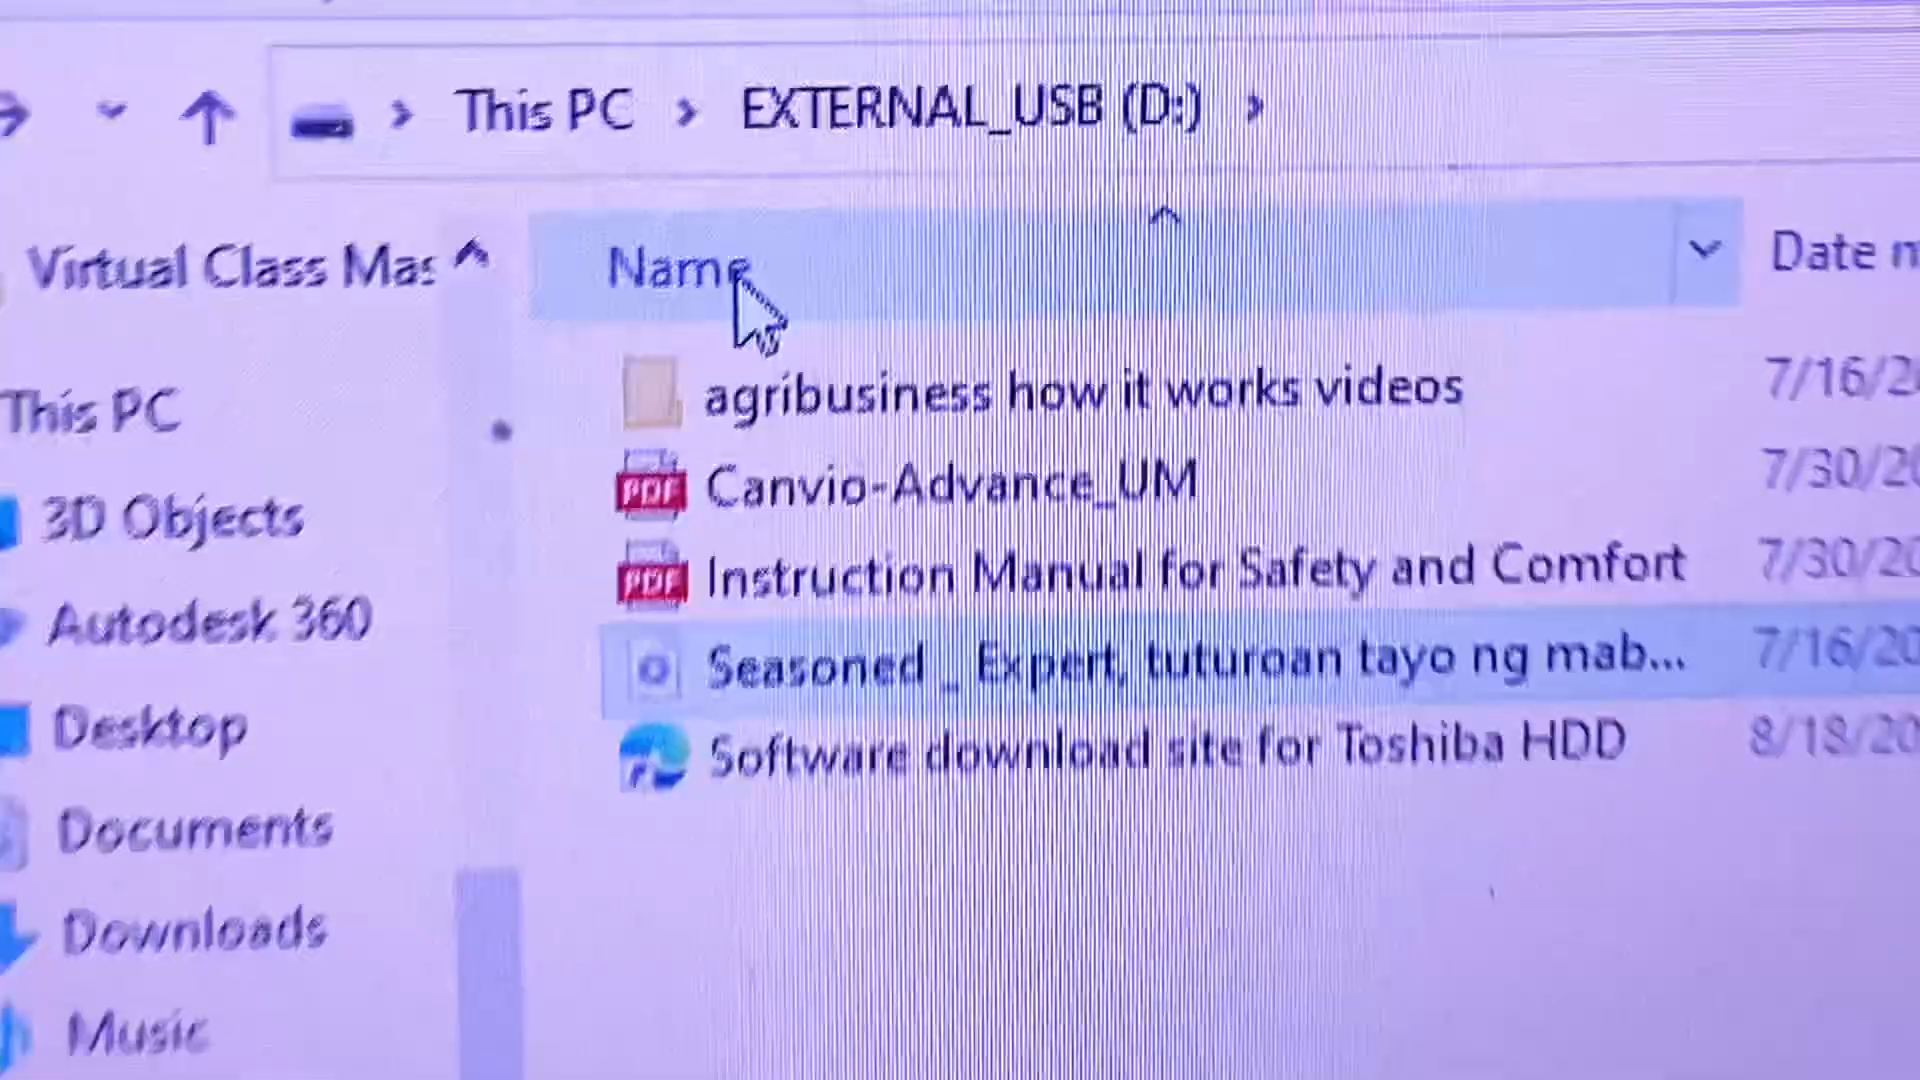 This PC > EXTERNAL_USB (D:) >
Virtual Class Mas
Name
Date m
agribusiness how it works videos
7/16/20
This PC
PDF Canvio-Advance_UM
7/30/20
3D Objects
PDF Instruction Manual for Safety and Comfort
7/30/20
Autodesk 360
Seasoned _ Expert, tuturoan tayo ng mab...
7/16/20
Desktop
Software download site for Toshiba HDD
8/18/20
Documents
Downloads
Music